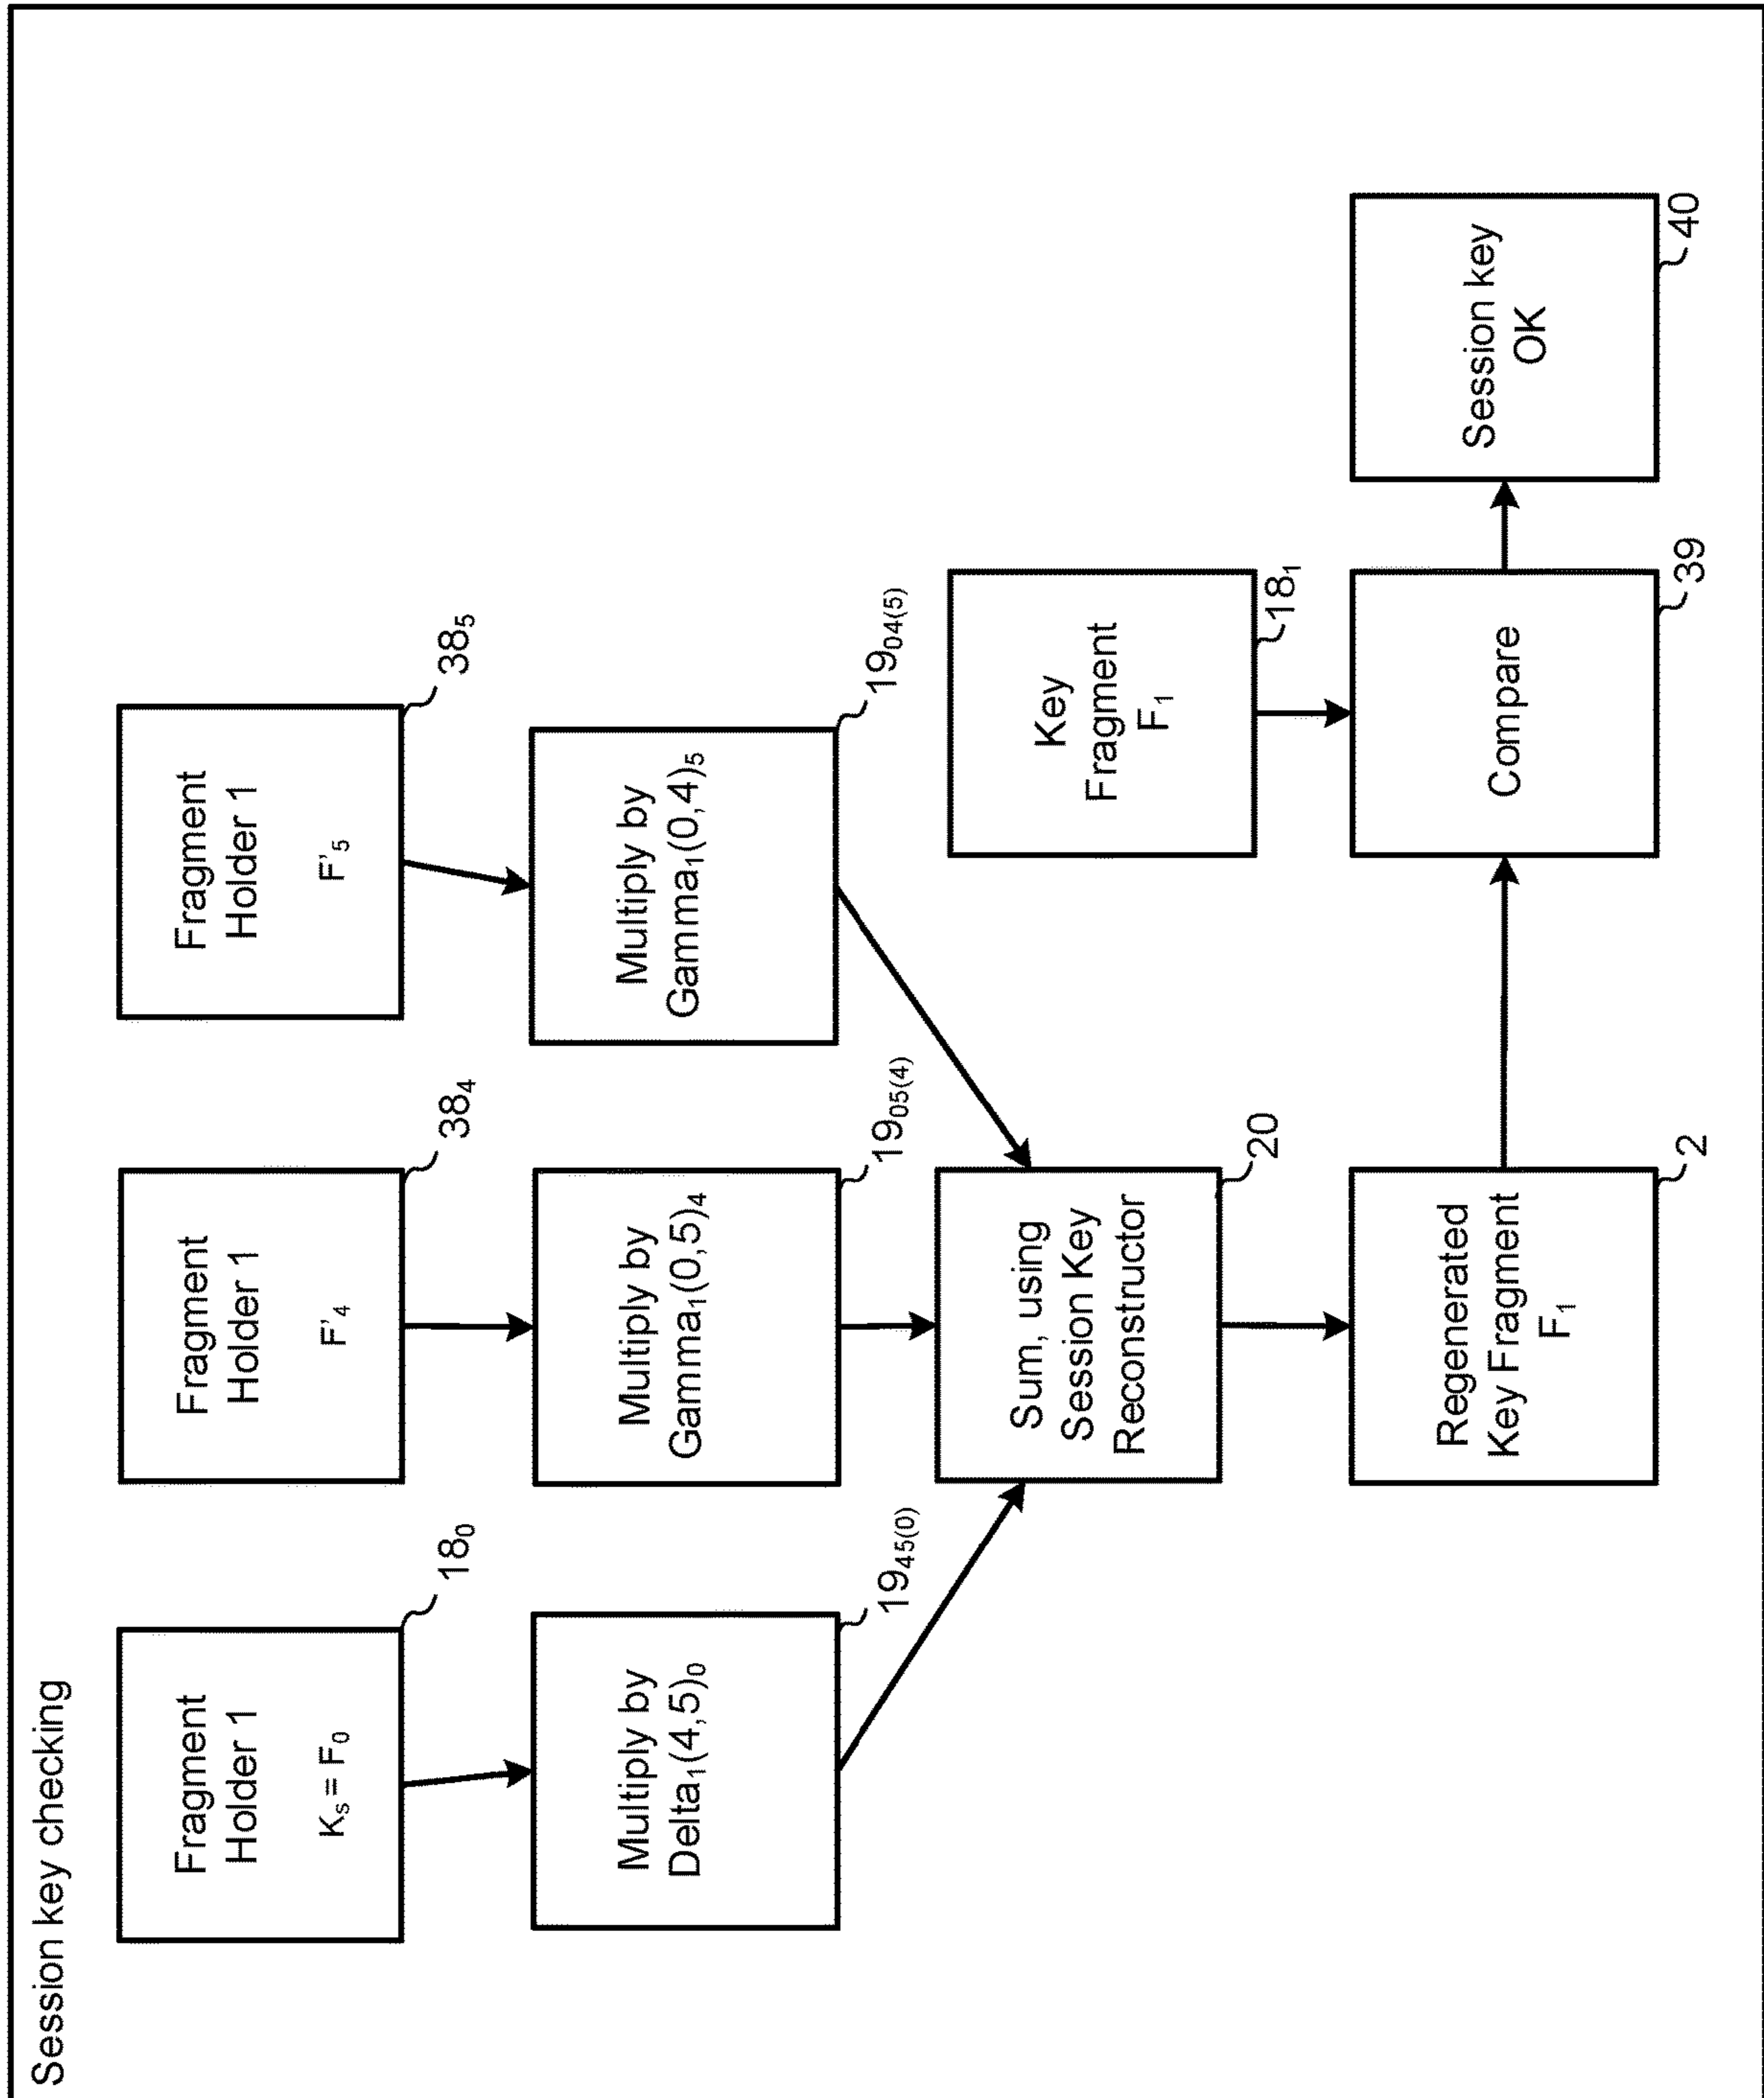 Session key checking
Fragment
Holder 1
Kₛ = F₀
18₀
Fragment
Holder 1
F'₄
38₄
Fragment
Holder 1
F'₅
38₅
Multiply by
Delta₁(4,5)₀
19₄₅₍₀₎
Multiply by
Gamma₁(0,5)₄
19₀₅₍₄₎
Multiply by
Gamma₁(0,4)₅
19₀₄₍₅₎
Sum, using
Session Key
Reconstructor
20
Key
Fragment
F₁
18₁
Regenerated
Key Fragment
F₁
2
Compare
39
Session key
OK
40